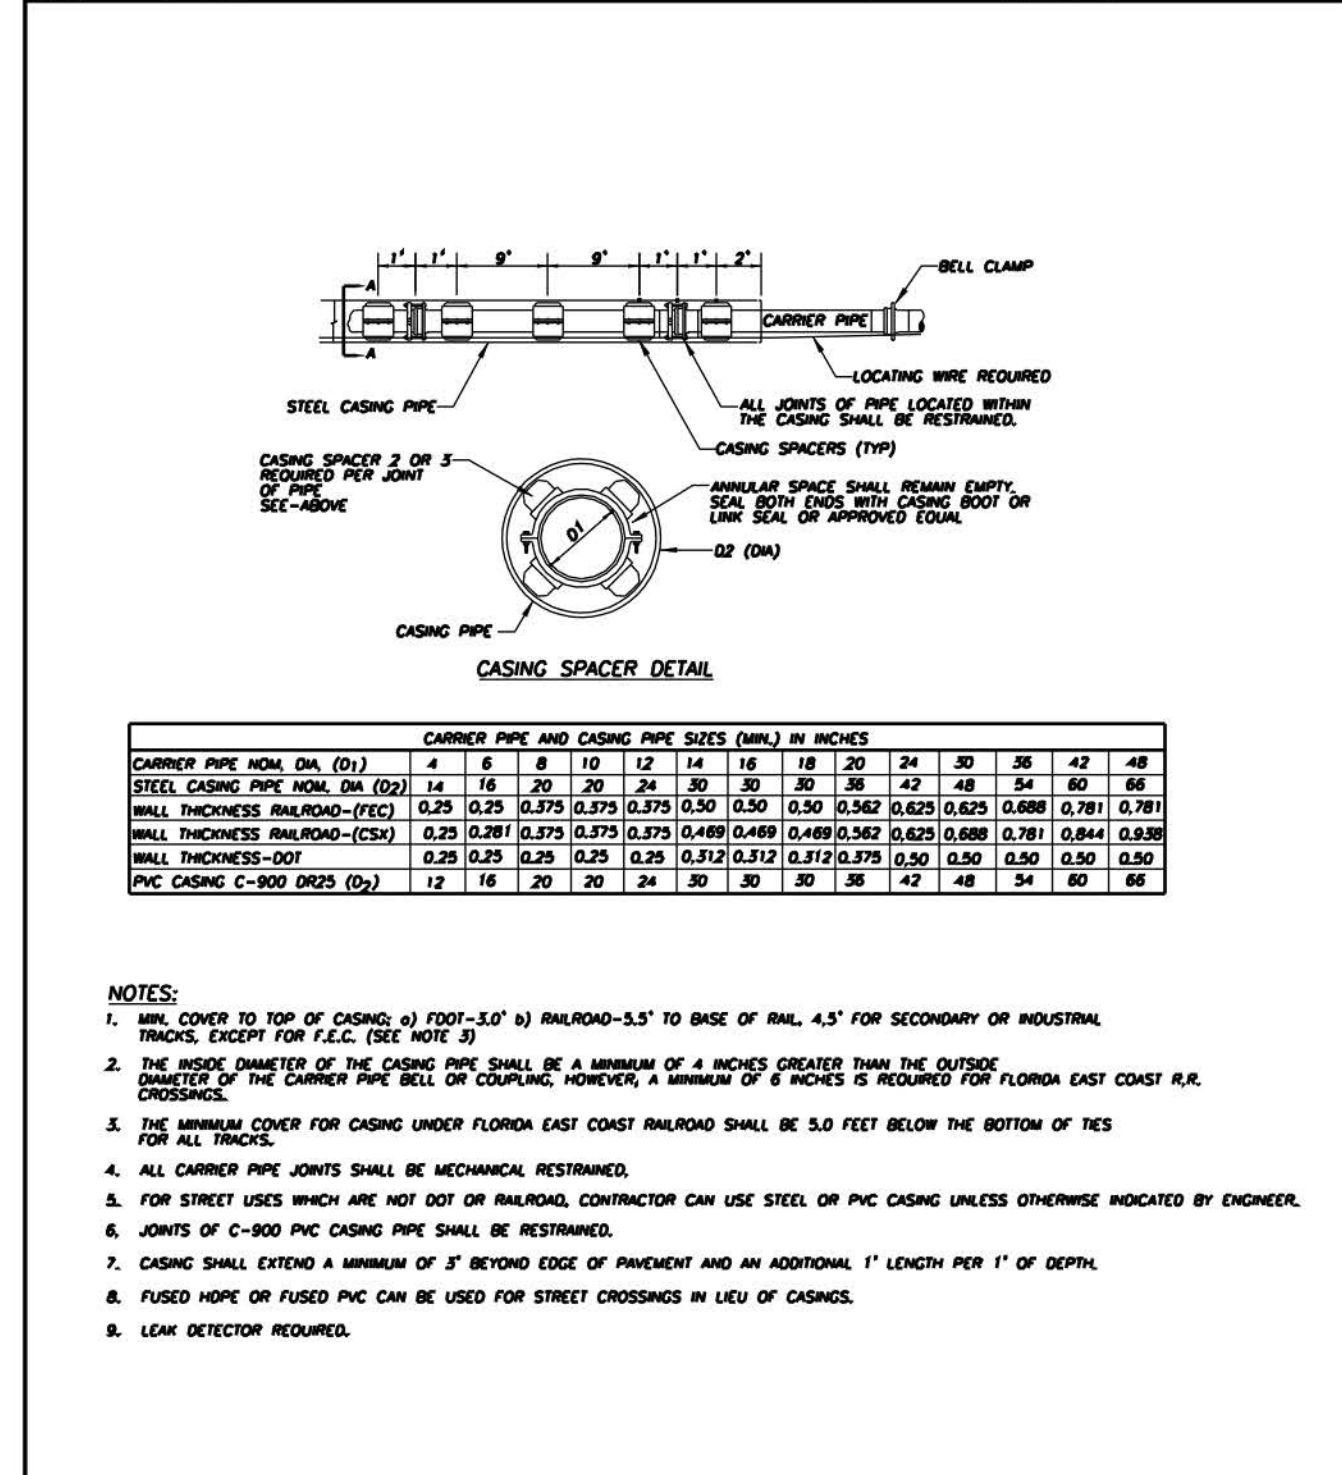 1' 1' 9' 9' 1' 1' 2'
BELL CLAMP
A
CARRIER PIPE
A
LOCATING WIRE REQUIRED
STEEL CASING PIPE
ALL JOINTS OF PIPE LOCATED WITHIN
THE CASING SHALL BE RESTRAINED.
CASING SPACERS (TYP)
CASING SPACER 2 OR 3
REQUIRED PER JOINT
OF PIPE
SEE-ABOVE
ANNULAR SPACE SHALL REMAIN EMPTY.
SEAL BOTH ENDS WITH CASING BOOT OR
LINK SEAL OR APPROVED EQUAL
D1
D2 (DIA)
CASING PIPE
CASING SPACER DETAIL
CARRIER PIPE AND CASING PIPE SIZES (MIN.) IN INCHES
CARRIER PIPE NOM. DIA. (D1) 4 6 8 10 12 14 16 18 20 24 30 36 42 48
STEEL CASING PIPE NOM. DIA (D2) 14 16 20 20 24 30 30 30 36 42 48 54 60 66
WALL THICKNESS RAILROAD-(FEC) 0.25 0.25 0.375 0.375 0.375 0.50 0.50 0.50 0.562 0.625 0.625 0.688 0.781 0.781
WALL THICKNESS RAILROAD-(CSX) 0.25 0.281 0.375 0.375 0.375 0.469 0.469 0.469 0.562 0.625 0.688 0.781 0.844 0.938
WALL THICKNESS-DOT 0.25 0.25 0.25 0.25 0.25 0.312 0.312 0.312 0.375 0.50 0.50 0.50 0.50 0.50
PVC CASING C-900 DR25 (D2) 12 16 20 20 24 30 30 30 36 42 48 54 60 66
NOTES:
1. MIN. COVER TO TOP OF CASING: a) FDOT-3.0' b) RAILROAD-5.5' TO BASE OF RAIL, 4.5' FOR SECONDARY OR INDUSTRIAL
TRACKS, EXCEPT FOR F.E.C. (SEE NOTE 3)
2. THE INSIDE DIAMETER OF THE CASING PIPE SHALL BE A MINIMUM OF 4 INCHES GREATER THAN THE OUTSIDE
DIAMETER OF THE CARRIER PIPE BELL OR COUPLING, HOWEVER, A MINIMUM OF 6 INCHES IS REQUIRED FOR FLORIDA EAST COAST R.R.
CROSSINGS.
3. THE MINIMUM COVER FOR CASING UNDER FLORIDA EAST COAST RAILROAD SHALL BE 5.0 FEET BELOW THE BOTTOM OF TIES
FOR ALL TRACKS.
4. ALL CARRIER PIPE JOINTS SHALL BE MECHANICAL RESTRAINED.
5. FOR STREET USES WHICH ARE NOT DOT OR RAILROAD, CONTRACTOR CAN USE STEEL OR PVC CASING UNLESS OTHERWISE INDICATED BY ENGINEER.
6. JOINTS OF C-900 PVC CASING PIPE SHALL BE RESTRAINED.
7. CASING SHALL EXTEND A MINIMUM OF 3' BEYOND EDGE OF PAVEMENT AND AN ADDITIONAL 1' LENGTH PER 1' OF DEPTH.
8. FUSED HDPE OR FUSED PVC CAN BE USED FOR STREET CROSSINGS IN LIEU OF CASINGS.
9. LEAK DETECTOR REQUIRED.